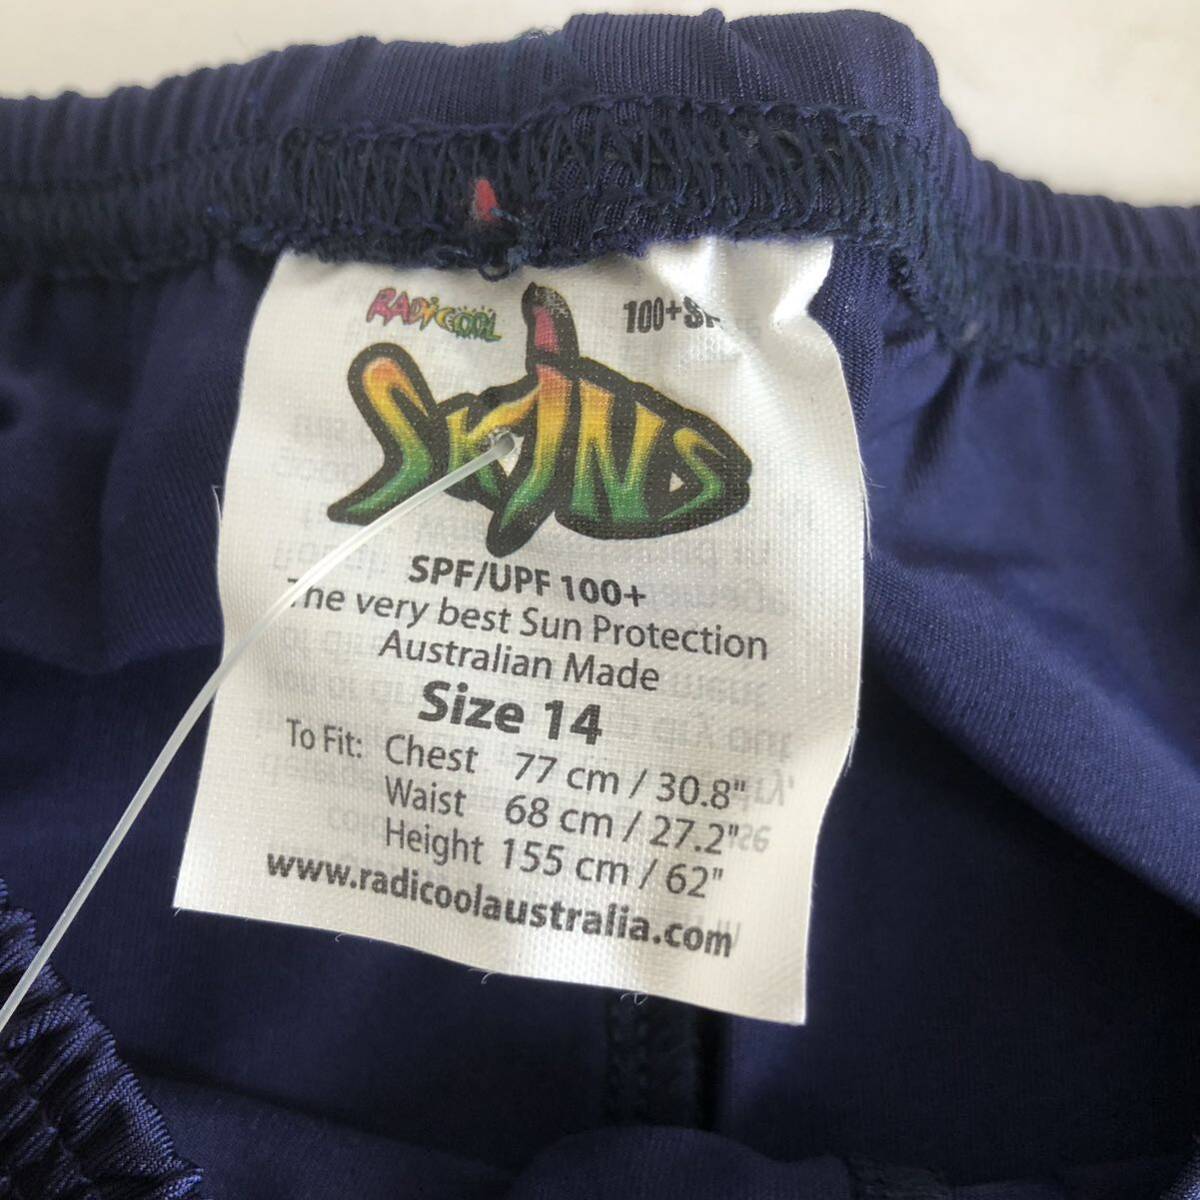 RADICOOL
100+
SKINS
SPF/UPF 100+
The very best Sun Protection
Australian Made
Size 14
To Fit: Chest 77 cm / 30.8"
Waist 68 cm / 27.2"
Height 155 cm / 62"
www.radicoolaustralia.com